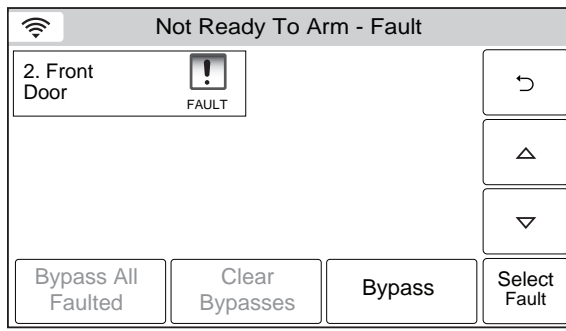 Not Ready To Arm - Fault
2. Front
Door
FAULT
Bypass All
Faulted
Clear
Bypasses
Bypass
Select
Fault